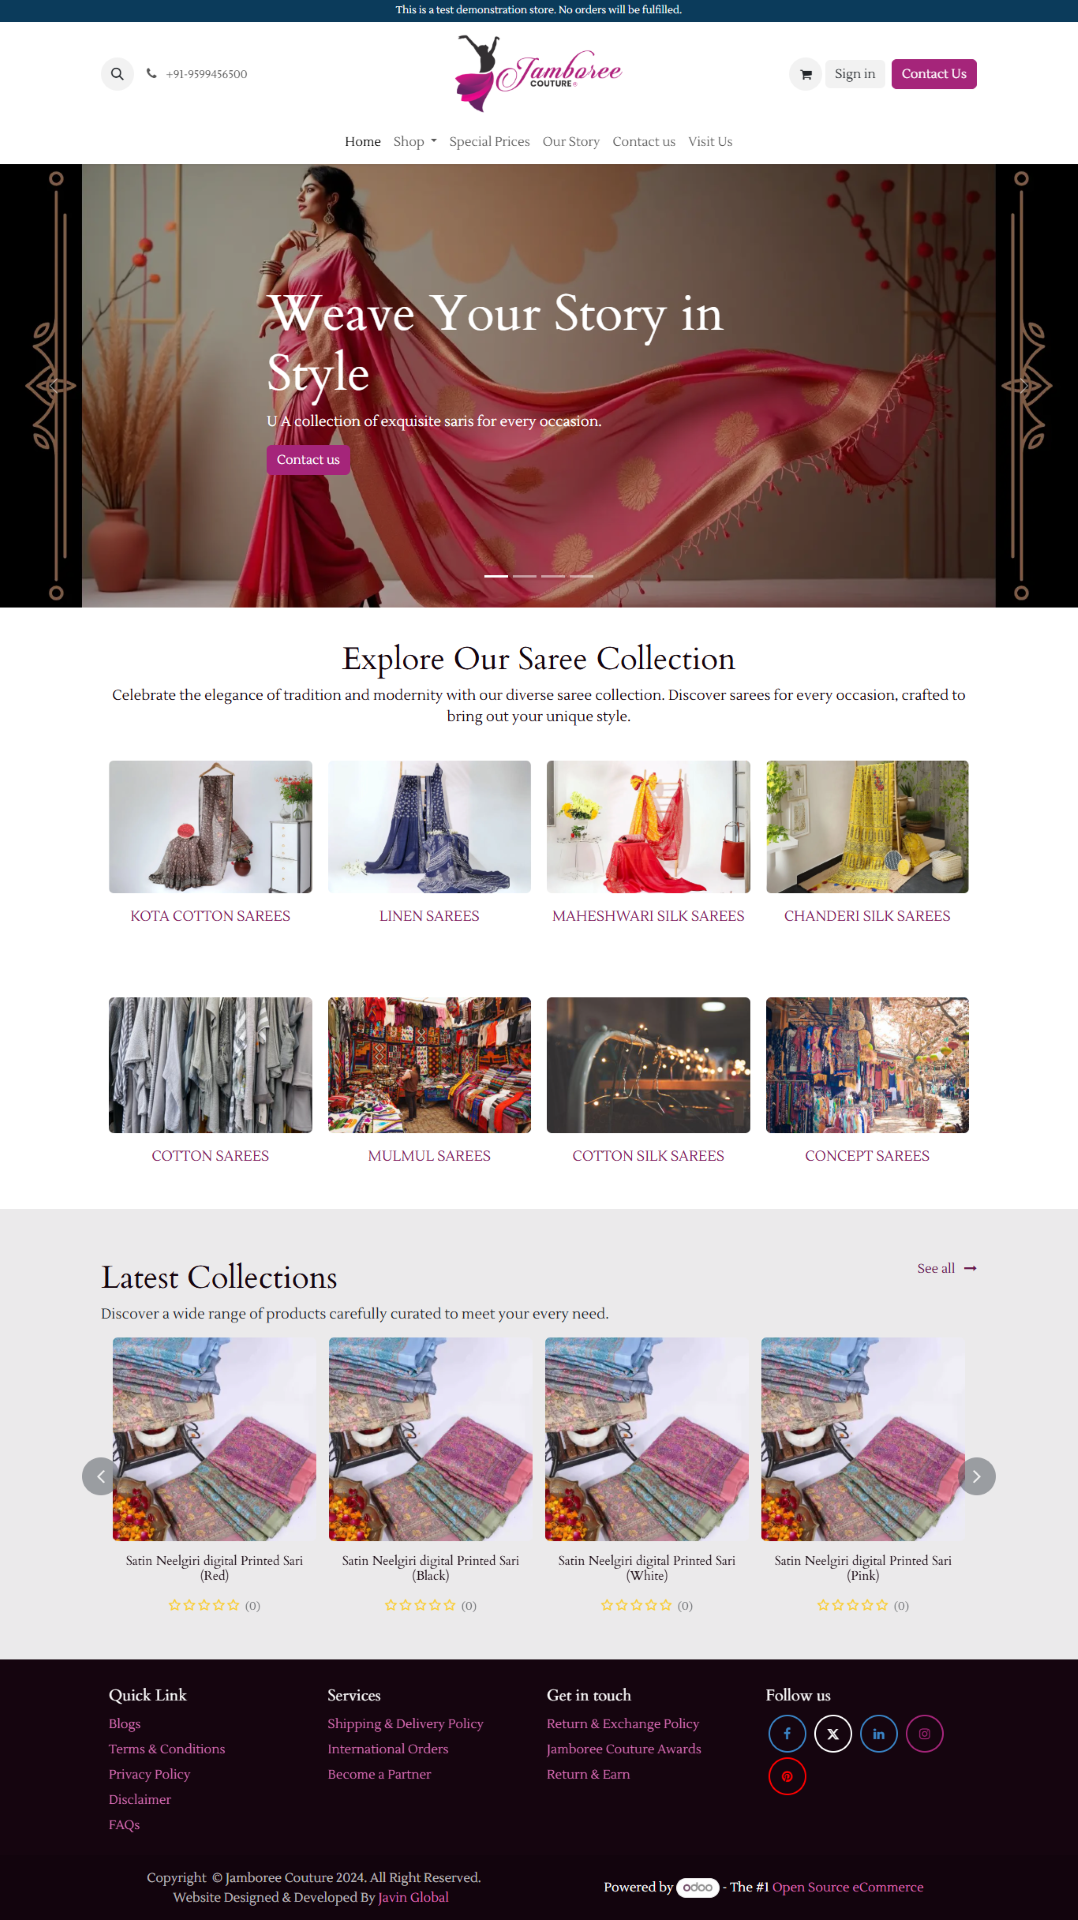 This is a test demonstration store. No orders will be fulfilled.
+91-9599456500
Jamboree
COUTURE®
Sign in
Contact Us
Home Shop Special Prices Our Story Contact us Visit Us
Weave Your Story in
Style
U A collection of exquisite saris for every occasion.
Contact us
Explore Our Saree Collection
Celebrate the elegance of tradition and modernity with our diverse saree collection. Discover sarees for every occasion, crafted to
bring out your unique style.
KOTA COTTON SAREES
LINEN SAREES
MAHESHWARI SILK SAREES
CHANDERI SILK SAREES
COTTON SAREES
MULMUL SAREES
COTTON SILK SAREES
CONCEPT SAREES
Latest Collections
See all
Discover a wide range of products carefully curated to meet your every need.
Satin Neelgiri digital Printed Sari
(Red)
(0)
Satin Neelgiri digital Printed Sari
(Black)
(0)
Satin Neelgiri digital Printed Sari
(White)
(0)
Satin Neelgiri digital Printed Sari
(Pink)
(0)
Quick Link
Blogs
Terms & Conditions
Privacy Policy
Disclaimer
FAQs
Services
Shipping & Delivery Policy
International Orders
Become a Partner
Get in touch
Return & Exchange Policy
Jamboree Couture Awards
Return & Earn
Follow us
Copyright © Jamboree Couture 2024. All Right Reserved.
Website Designed & Developed By Javin Global
Powered by odoo - The #1 Open Source eCommerce